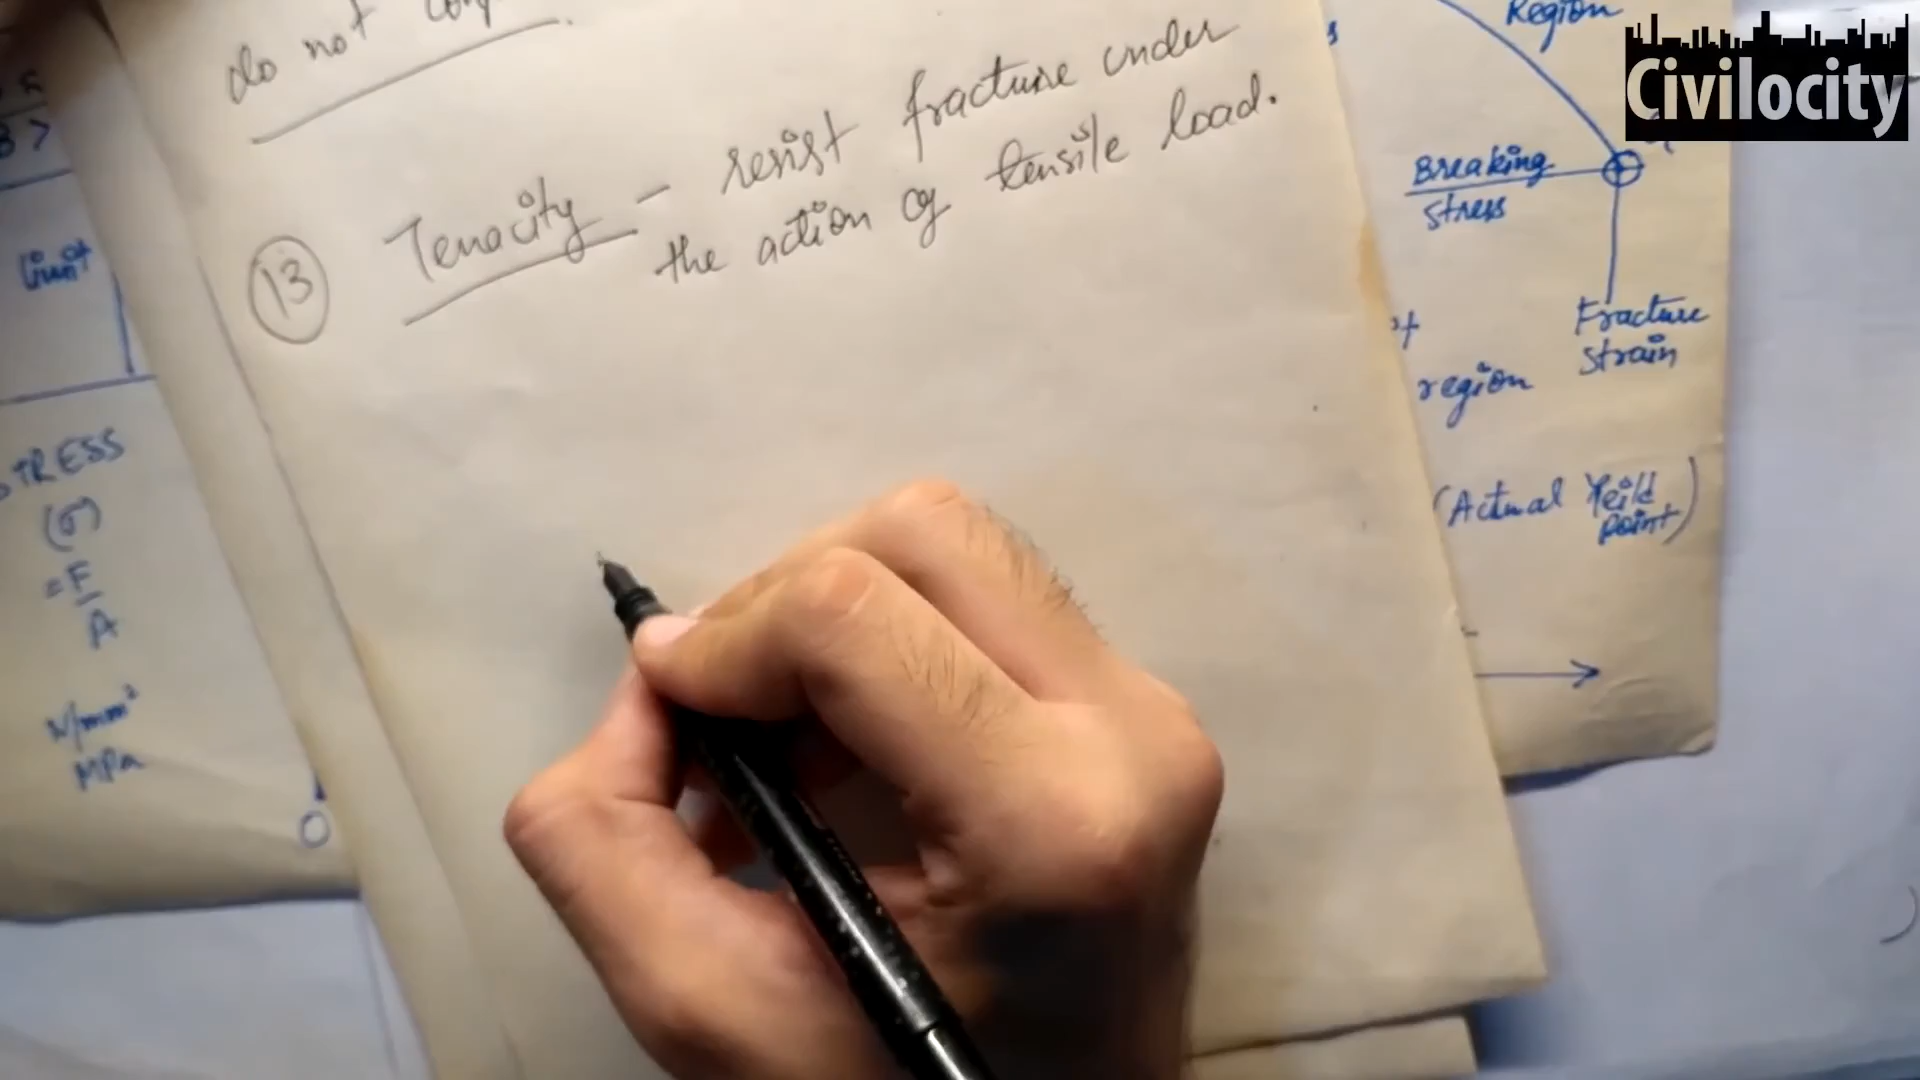 do not
(13) Tenacity - resist fracture under
the action of tensile load.
Region
Civilocity
Breaking
stress
Fracture
strain
region
(Actual Yeild
point)
limit
STRESS
(σ)
= F
A
N/mm²
MPa
O